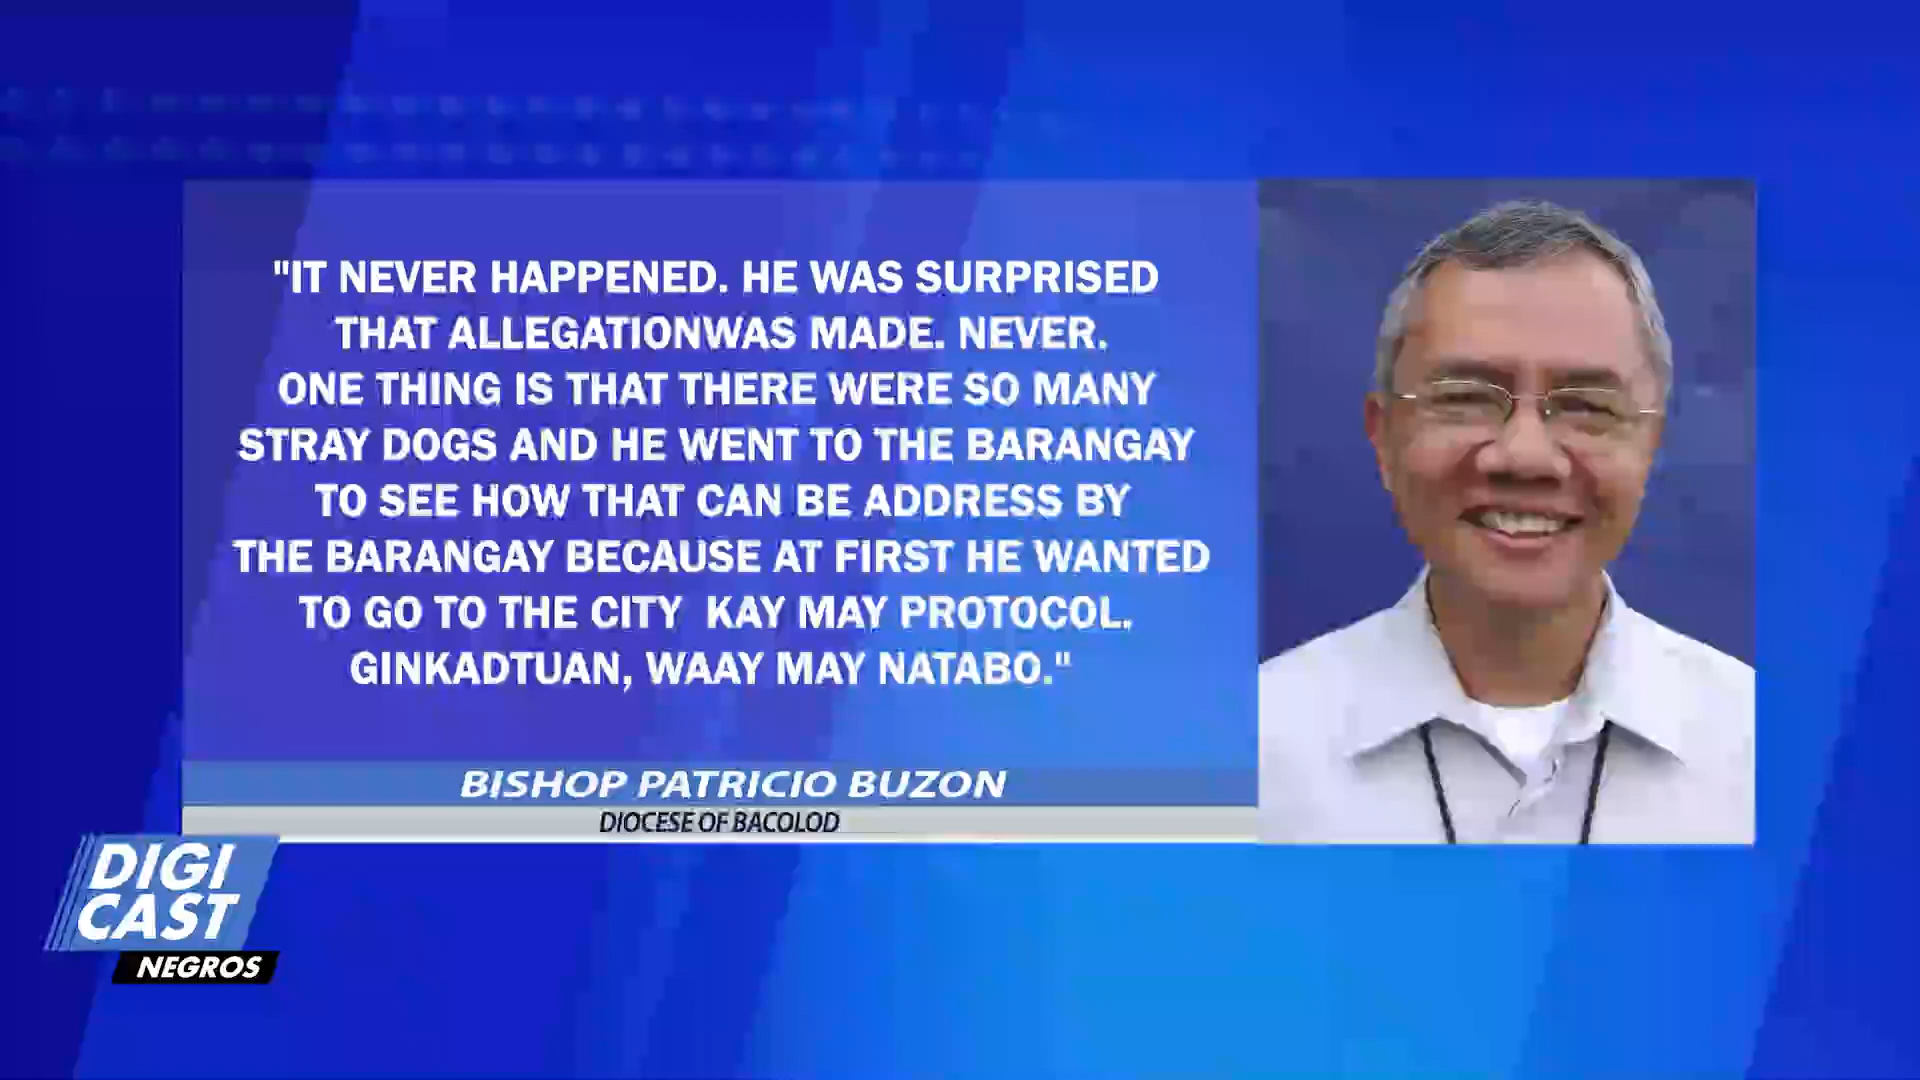 "IT NEVER HAPPENED. HE WAS SURPRISED
THAT ALLEGATIONWAS MADE. NEVER.
ONE THING IS THAT THERE WERE SO MANY
STRAY DOGS AND HE WENT TO THE BARANGAY
TO SEE HOW THAT CAN BE ADDRESS BY
THE BARANGAY BECAUSE AT FIRST HE WANTED
TO GO TO THE CITY KAY MAY PROTOCOL.
GINKADTUAN, WAAY MAY NATABO."
BISHOP PATRICIO BUZON
DIOCESE OF BACOLOD
DIGI
CAST
NEGROS